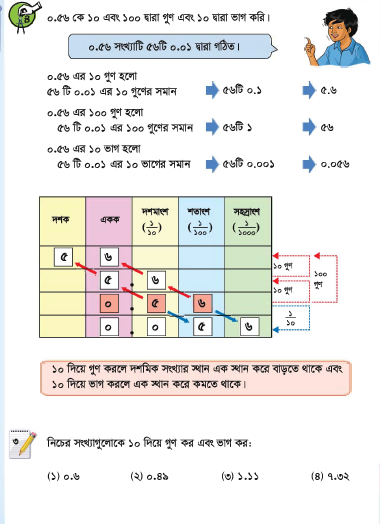 ০.৫৬ কে ১০ এবং ১০০ দ্বারা গুণ এবং ১০ দ্বারা ভাগ করি।
০.৫৬ সংখ্যাটি ৫৬টি ০.০১ দ্বারা গঠিত।
০.৫৬ এর ১০ গুণ হলো
৫৬ টি ০.০১ এর ১০ গুণের সমান ৫৬টি ০.১ ৫.৬
০.৫৬ এর ১০০ গুণ হলো
৫৬ টি ০.০১ এর ১০০ গুণের সমান ৫৬টি ১ ৫৬
০.৫৬ এর ১০ ভাগ হলো
৫৬ টি ০.০১ এর ১০ ভাগের সমান ৫৬টি ০.০০১ ০.০৫৬
দশক একক দশমাংশ শতাংশ সহস্রাংশ
(১/১০) (১/১০০) (১/১০০০)
৫ ৬
৫ . ৬
০ . ৫ ৬
০ . ০ ৫ ৬
১০ গুণ
১০ গুণ
১০০ গুণ
১/১০
১০ দিয়ে গুণ করলে দশমিক সংখ্যার স্থান এক স্থান করে বাড়তে থাকে এবং
১০ দিয়ে ভাগ করলে এক স্থান করে কমতে থাকে।
৩ নিচের সংখ্যাগুলোকে ১০ দিয়ে গুণ কর এবং ভাগ কর:
(১) ০.৬ (২) ০.৪৯ (৩) ১.১১ (৪) ৭.৩২